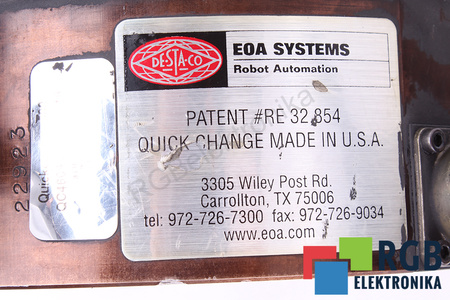 DE-STA-CO
EOA SYSTEMS
Robot Automation
PATENT #RE 32,854
QUICK CHANGE MADE IN U.S.A.
3305 Wiley Post Rd.
Carrollton, TX 75006
tel: 972-726-7300 fax: 972-726-9034
www.eoa.com
22923
RGB
ELEKTRONIKA